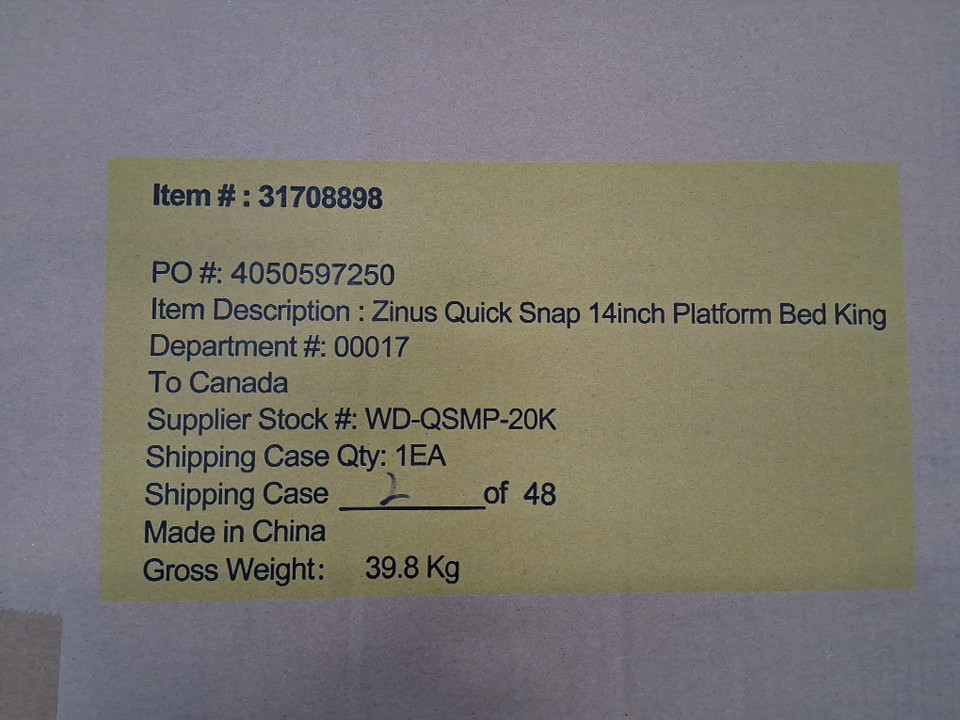 Item # : 31708898
PO #: 4050597250
Item Description : Zinus Quick Snap 14inch Platform Bed King
Department #: 00017
To Canada
Supplier Stock #: WD-QSMP-20K
Shipping Case Qty: 1EA
Shipping Case 2 of 48
Made in China
Gross Weight: 39.8 Kg